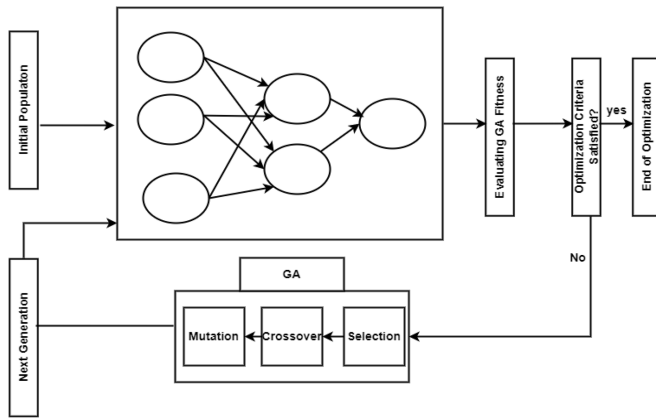 Initial Populaton
Evaluating GA Fitness
Optimization Criteria
Satisfied?
yes
End of Optimization
No
GA
Mutation
Crossover
Selection
Next Generation